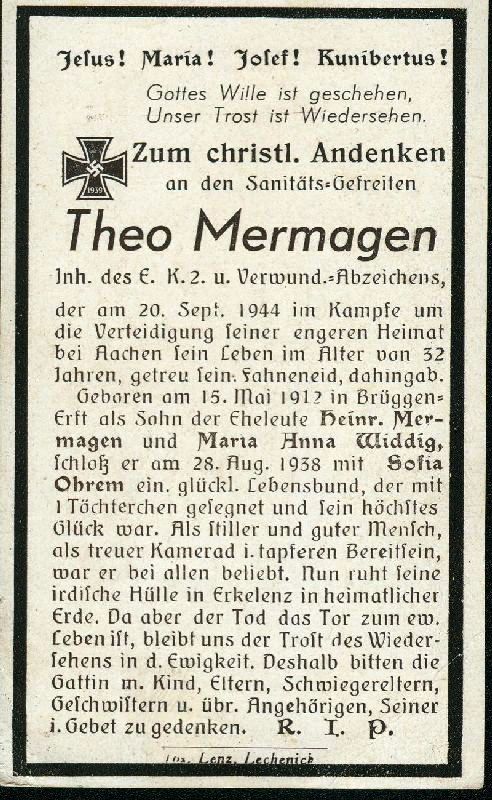 Jesus! Maria! Josef! Kunibertus!
Gottes Wille ist geschehen,
Unser Trost ist Wiedersehen.
Zum christl. Andenken
1939
an den Sanitäts-Gefreiten
Theo Mermagen
Inh. des E. K. 2. u. Verwund.-Abzeichens,
der am 20. Sept. 1944 im Kampfe um
die Verteidigung seiner engeren Heimat
bei Aachen sein Leben im Alter von 32
Jahren, getreu sein. Fahneneid, dahingab.
Geboren am 15. Mai 1912 in Brüggen-
Erft als Sohn der Eheleute Heinr. Mer-
magen und Maria Anna Widdig,
schloß er am 28. Aug. 1938 mit Sofia
Ohrem ein. glückl. Lebensbund, der mit
1 Töchterchen gesegnet und sein höchstes
Glück war. Als stiller und guter Mensch,
als treuer Kamerad i. tapferen Bereitsein,
war er bei allen beliebt. Nun ruht seine
irdische Hülle in Erkelenz in heimatlicher
Erde. Da aber der Tod das Tor zum ew.
Leben ist, bleibt uns der Trost des Wieder-
sehens in d. Ewigkeit. Deshalb bitten die
Gattin m. Kind, Eltern, Schwiegereltern,
Geschwistern u. übr. Angehörigen, Seiner
i. Gebet zu gedenken. R. I. P.
Jos. Lenz, Lechenich